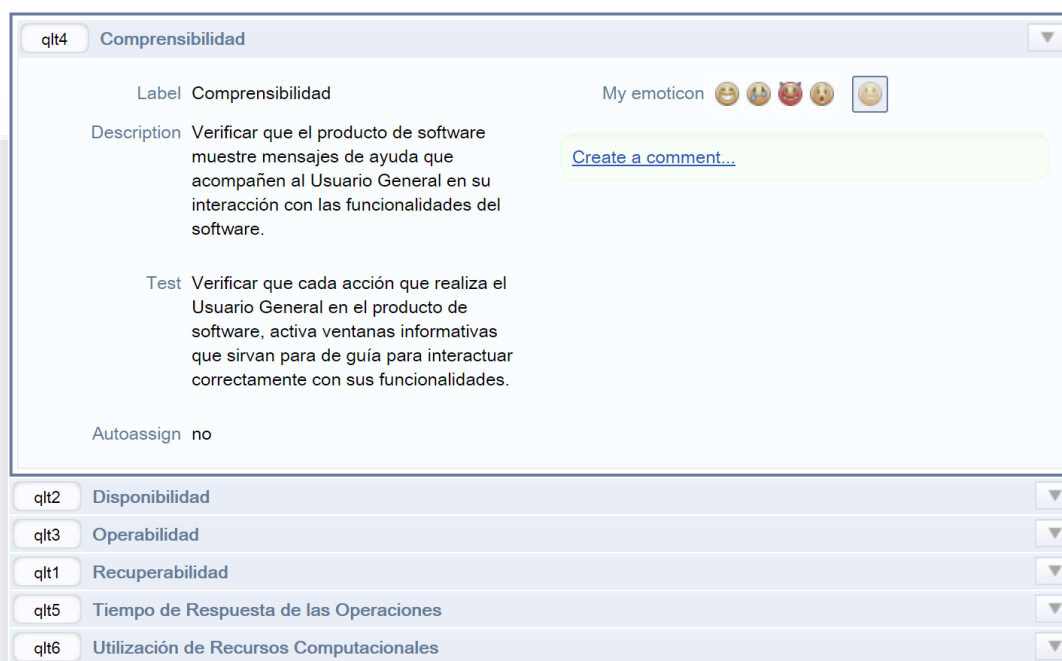 qlt4 Comprensibilidad
Label Comprensibilidad
My emoticon
Description Verificar que el producto de software
muestre mensajes de ayuda que
acompañen al Usuario General en su
interacción con las funcionalidades del
software.
Create a comment...
Test Verificar que cada acción que realiza el
Usuario General en el producto de
software, activa ventanas informativas
que sirvan para de guía para interactuar
correctamente con sus funcionalidades.
Autoassign no
qlt2 Disponibilidad
qlt3 Operabilidad
qlt1 Recuperabilidad
qlt5 Tiempo de Respuesta de las Operaciones
qlt6 Utilización de Recursos Computacionales